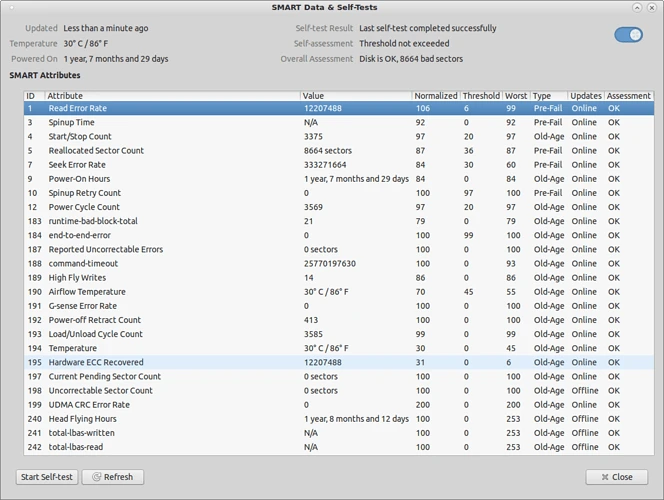 SMART Data & Self-Tests
Updated Less than a minute ago Self-test Result Last self-test completed successfully
Temperature 30° C / 86° F Self-assessment Threshold not exceeded
Powered On 1 year, 7 months and 29 days Overall Assessment Disk is OK, 8664 bad sectors
SMART Attributes
ID Attribute Value Normalized Threshold Worst Type Updates Assessment
1 Read Error Rate 12207488 106 6 99 Pre-Fail Online OK
3 Spinup Time N/A 92 0 92 Pre-Fail Online OK
4 Start/Stop Count 3375 97 20 97 Old-Age Online OK
5 Reallocated Sector Count 8664 sectors 87 36 87 Pre-Fail Online OK
7 Seek Error Rate 333271664 84 30 60 Pre-Fail Online OK
9 Power-On Hours 1 year, 7 months and 29 days 84 0 84 Old-Age Online OK
10 Spinup Retry Count 0 100 97 100 Pre-Fail Online OK
12 Power Cycle Count 3569 97 20 97 Old-Age Online OK
183 runtime-bad-block-total 21 79 0 79 Old-Age Online OK
184 end-to-end-error 0 100 99 100 Old-Age Online OK
187 Reported Uncorrectable Errors 0 sectors 100 0 100 Old-Age Online OK
188 command-timeout 25770197630 100 0 93 Old-Age Online OK
189 High Fly Writes 14 86 0 86 Old-Age Online OK
190 Airflow Temperature 30° C / 86° F 70 45 55 Old-Age Online OK
191 G-sense Error Rate 0 100 0 100 Old-Age Online OK
192 Power-off Retract Count 413 100 0 100 Old-Age Online OK
193 Load/Unload Cycle Count 3585 99 0 99 Old-Age Online OK
194 Temperature 30° C / 86° F 30 0 45 Old-Age Online OK
195 Hardware ECC Recovered 12207488 31 0 6 Old-Age Online OK
197 Current Pending Sector Count 0 sectors 100 0 100 Old-Age Online OK
198 Uncorrectable Sector Count 0 sectors 100 0 100 Old-Age Offline OK
199 UDMA CRC Error Rate 0 200 0 200 Old-Age Online OK
240 Head Flying Hours 1 year, 8 months and 12 days 100 0 253 Old-Age Offline OK
241 total-lbas-written N/A 100 0 253 Old-Age Offline OK
242 total-lbas-read N/A 100 0 253 Old-Age Offline OK
Start Self-test Refresh Close